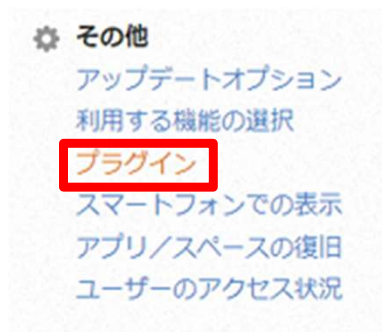 その他
アップデートオプション
利用する機能の選択
プラグイン
スマートフォンでの表示
アプリ／スペースの復旧
ユーザーのアクセス状況